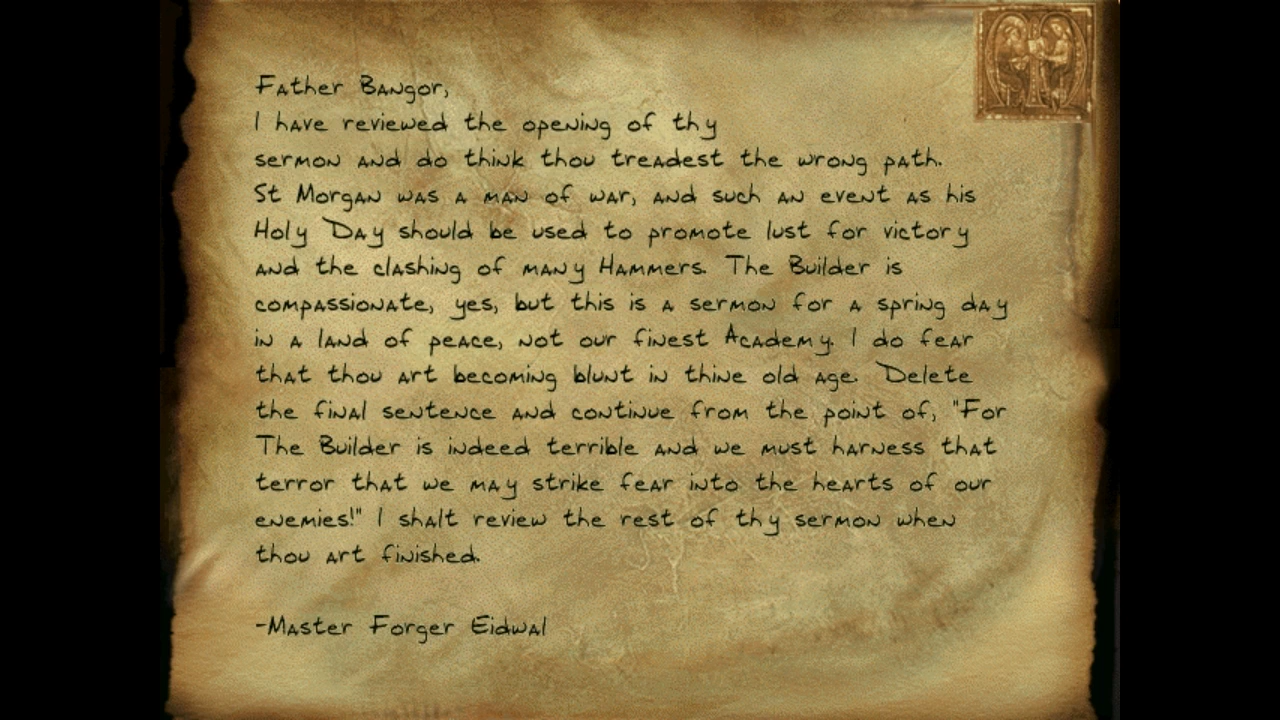 Father Bangor,
I have reviewed the opening of thy
sermon and do think thou treadest the wrong path.
St Morgan was a man of war, and such an event as his
Holy Day should be used to promote lust for victory
and the clashing of many Hammers. The Builder is
compassionate, yes, but this is a sermon for a spring day
in a land of peace, not our finest Academy. I do fear
that thou art becoming blunt in thine old age. Delete
the final sentence and continue from the point of, "For
The Builder is indeed terrible and we must harness that
terror that we may strike fear into the hearts of our
enemies!" I shalt review the rest of thy sermon when
thou art finished.
-Master Forger Eidwal